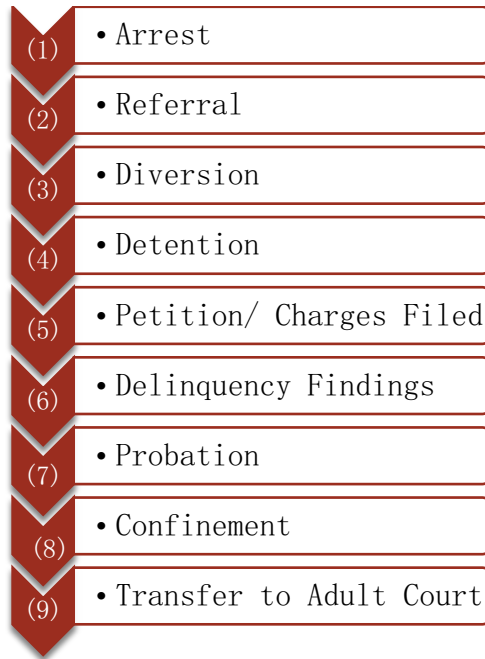 (1) • Arrest
(2) • Referral
(3) • Diversion
(4) • Detention
(5) • Petition/ Charges Filed
(6) • Delinquency Findings
(7) • Probation
(8) • Confinement
(9) • Transfer to Adult Court